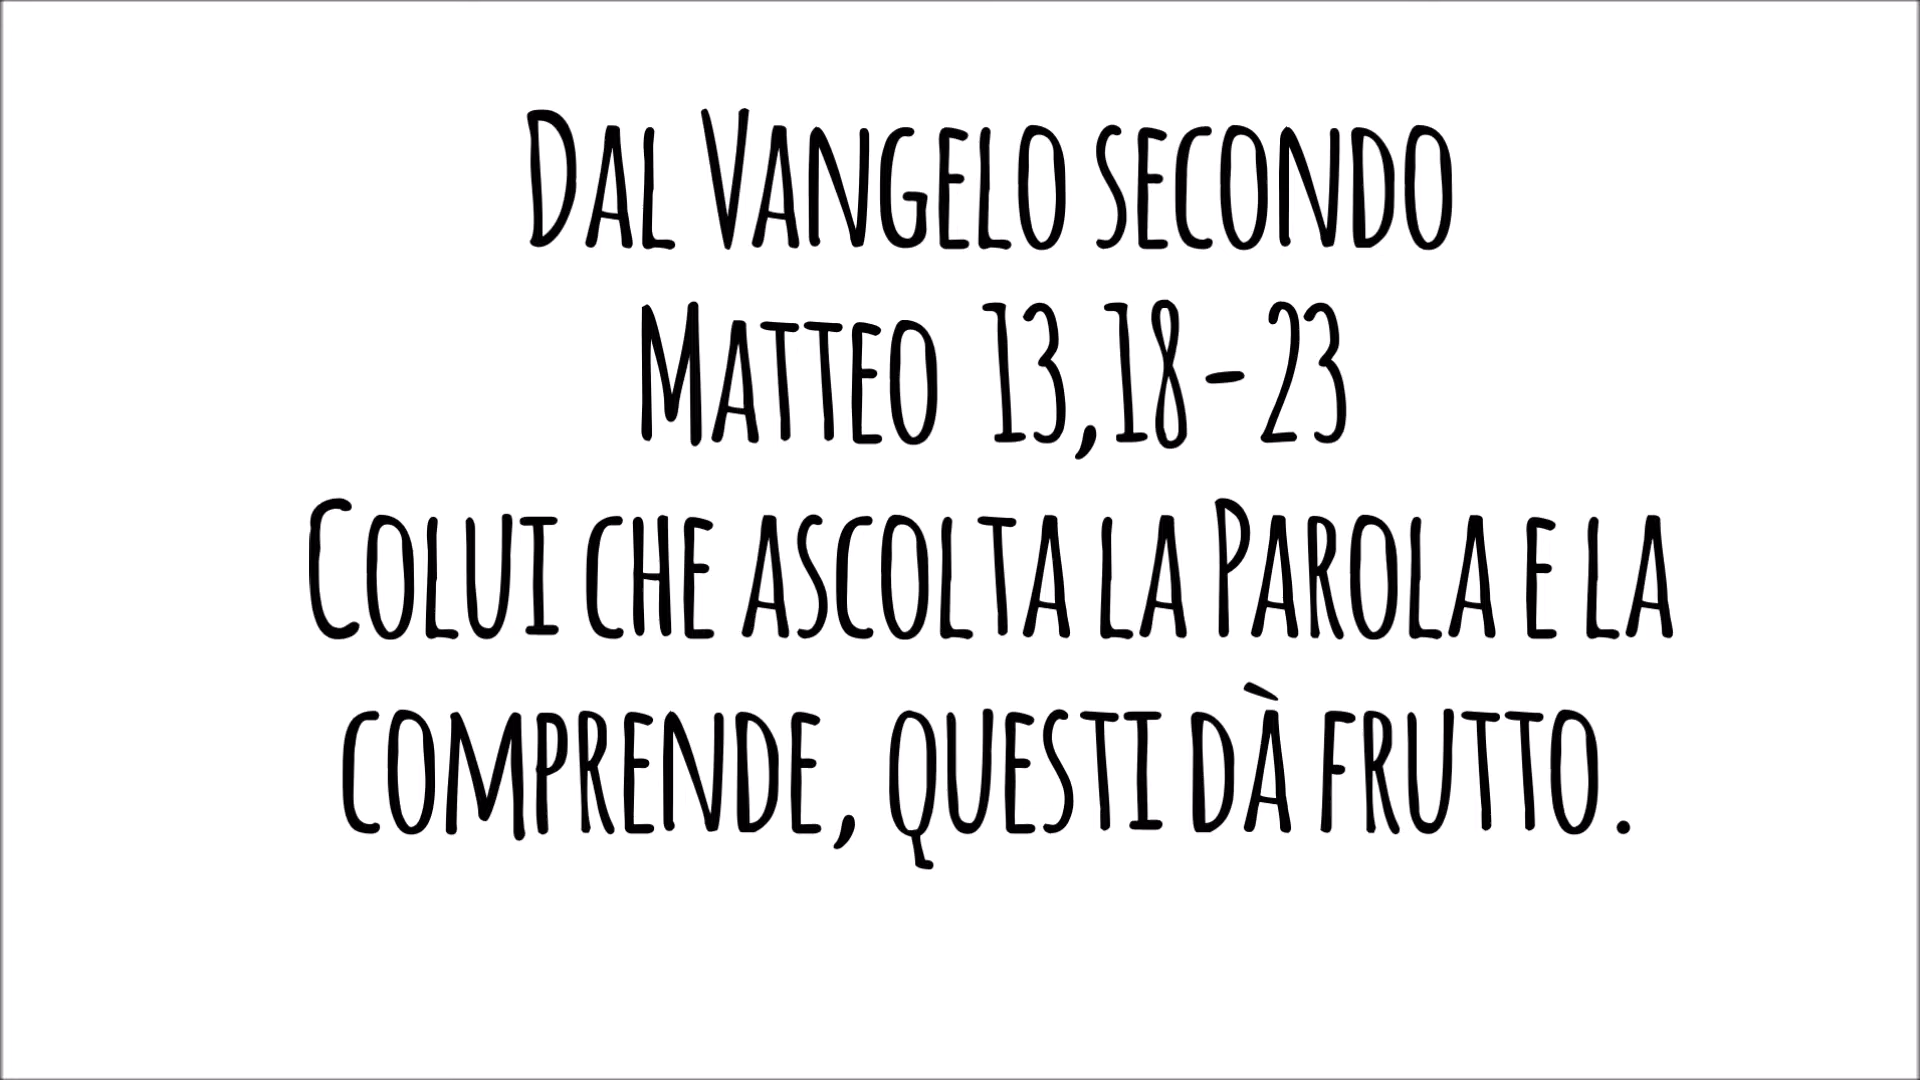 Dal Vangelo secondo
Matteo 13,18-23
Colui che ascolta la Parola e la
comprende, questi dà frutto.